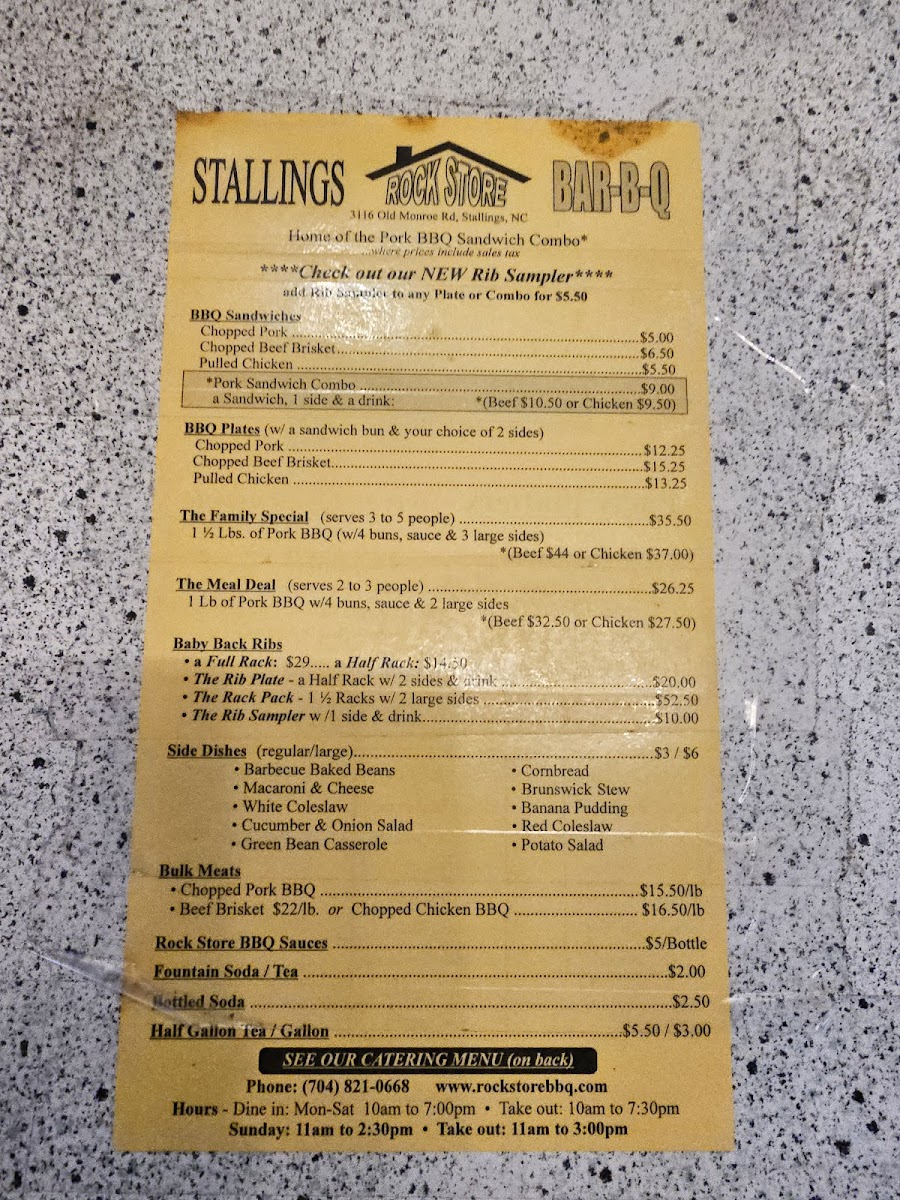 STALLINGS ROCK STORE BAR-B-Q
3116 Old Monroe Rd, Stallings, NC
Home of the Pork BBQ Sandwich Combo*
...where prices include sales tax
****Check out our NEW Rib Sampler****
add Rib Sampler to any Plate or Combo for $5.50
BBQ Sandwiches
Chopped Pork ........ $5.00
Chopped Beef Brisket........ $6.50
Pulled Chicken ........ $5.50
*Pork Sandwich Combo ........ $9.00
a Sandwich, 1 side & a drink: *(Beef $10.50 or Chicken $9.50)
BBQ Plates (w/ a sandwich bun & your choice of 2 sides)
Chopped Pork ........ $12.25
Chopped Beef Brisket........ $15.25
Pulled Chicken ........ $13.25
The Family Special (serves 3 to 5 people) ........ $35.50
1 ½ Lbs. of Pork BBQ (w/4 buns, sauce & 3 large sides)
*(Beef $44 or Chicken $37.00)
The Meal Deal (serves 2 to 3 people) ........ $26.25
1 Lb of Pork BBQ w/4 buns, sauce & 2 large sides
*(Beef $32.50 or Chicken $27.50)
Baby Back Ribs
• a Full Rack: $29..... a Half Rack: $14.50
• The Rib Plate - a Half Rack w/ 2 sides & drink ........ $20.00
• The Rack Pack - 1 ½ Racks w/ 2 large sides ........ $52.50
• The Rib Sampler w /1 side & drink........ $10.00
Side Dishes (regular/large)........ $3 / $6
• Barbecue Baked Beans • Cornbread
• Macaroni & Cheese • Brunswick Stew
• White Coleslaw • Banana Pudding
• Cucumber & Onion Salad • Red Coleslaw
• Green Bean Casserole • Potato Salad
Bulk Meats
• Chopped Pork BBQ ........ $15.50/lb
• Beef Brisket $22/lb. or Chopped Chicken BBQ ........ $16.50/lb
Rock Store BBQ Sauces ........ $5/Bottle
Fountain Soda / Tea ........ $2.00
Bottled Soda ........ $2.50
Half Gallon Tea / Gallon ........ $5.50 / $3.00
SEE OUR CATERING MENU (on back)
Phone: (704) 821-0668 www.rockstorebbq.com
Hours - Dine in: Mon-Sat 10am to 7:00pm • Take out: 10am to 7:30pm
Sunday: 11am to 2:30pm • Take out: 11am to 3:00pm